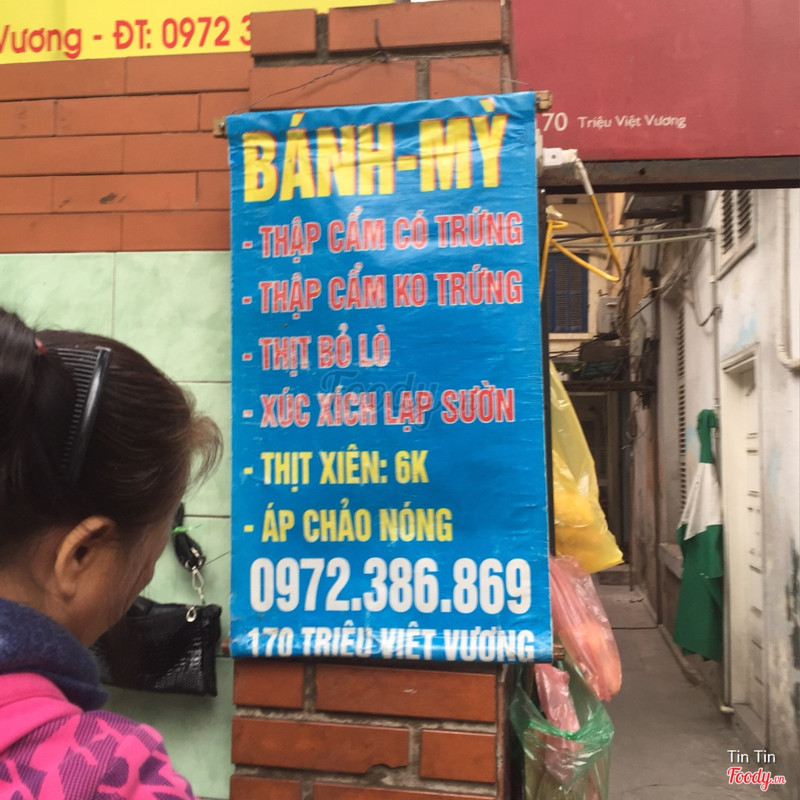 Vương - ĐT: 0972 3
70 Triệu Việt Vương
BÁNH-MỲ
- THẬP CẨM CÓ TRỨNG
- THẬP CẨM KO TRỨNG
- THỊT BỎ LÒ
- XÚC XÍCH LẠP SƯỜN
- THỊT XIÊN: 6K
- ÁP CHẢO NÓNG
0972.386.869
170 TRIỆU VIỆT VƯƠNG
Foody
Tin Tin
Foody.vn